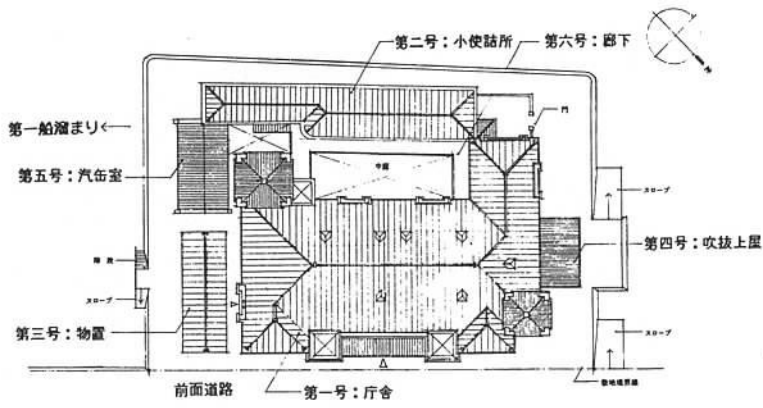 第二号：小使詰所
第六号：廊下
N
門
第一船溜まり←
第五号：汽缶室
中庭
スロープ
第四号：吹抜上屋
階段
スロープ
第三号：物置
スロープ
前面道路
第一号：庁舎
敷地境界線